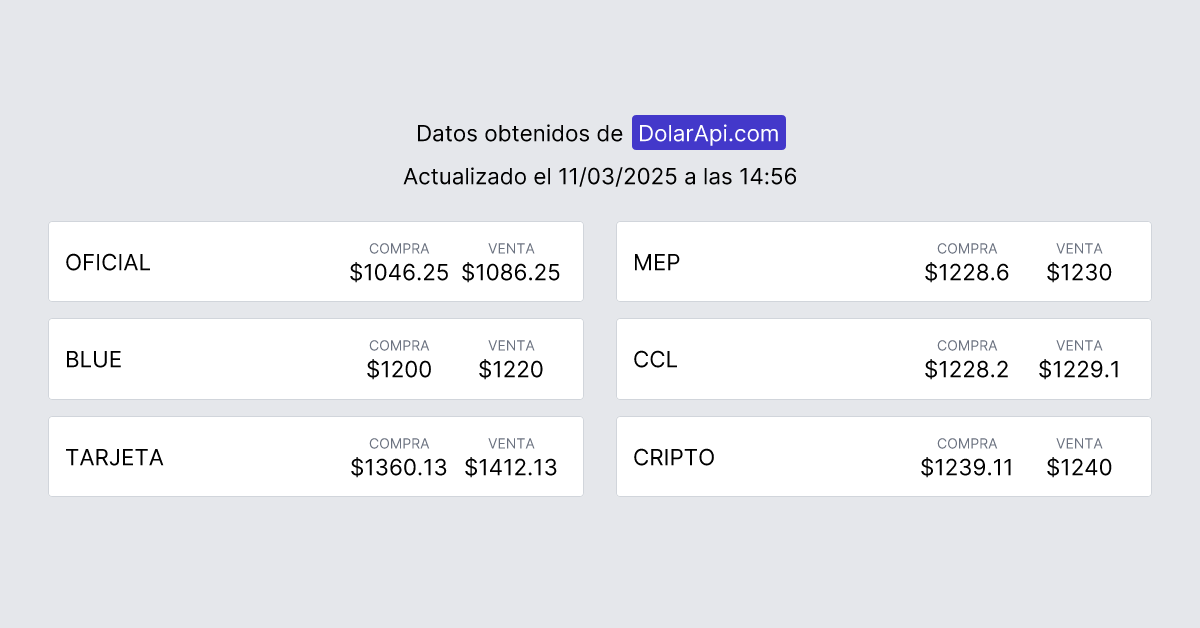 Datos obtenidos de DolarApi.com
Actualizado el 11/03/2025 a las 14:56
OFICIAL
COMPRA VENTA
$1046.25 $1086.25
MEP
COMPRA VENTA
$1228.6 $1230
BLUE
COMPRA VENTA
$1200 $1220
CCL
COMPRA VENTA
$1228.2 $1229.1
TARJETA
COMPRA VENTA
$1360.13 $1412.13
CRIPTO
COMPRA VENTA
$1239.11 $1240